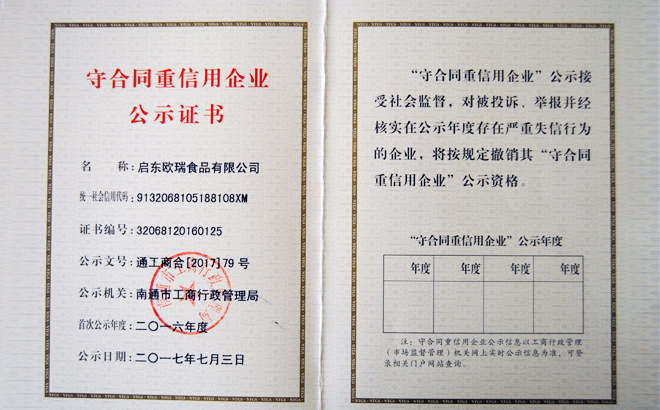 守合同重信用企业
公示证书
名 称:启东欧瑞食品有限公司
统一社会信用代码:9132068105188108XM
证书编号:32068120160125
公示文号:通工商合[2017]79 号
公示机关:南通市工商行政管理局
首次公示年度:二〇一六年度
公示日期:二〇一七年七月三日
“守合同重信用企业”公示接
受社会监督,对被投诉、举报并经
核实在公示年度存在严重失信行为
的企业,将按规定撤销其“守合同
重信用企业”公示资格。
“守合同重信用企业”公示年度
年度 年度 年度 年度
注:守合同重信用企业公示信息以工商行政管理
(市场监督管理)机关网上实时公示信息为准,可登
录相关门户网站查询。